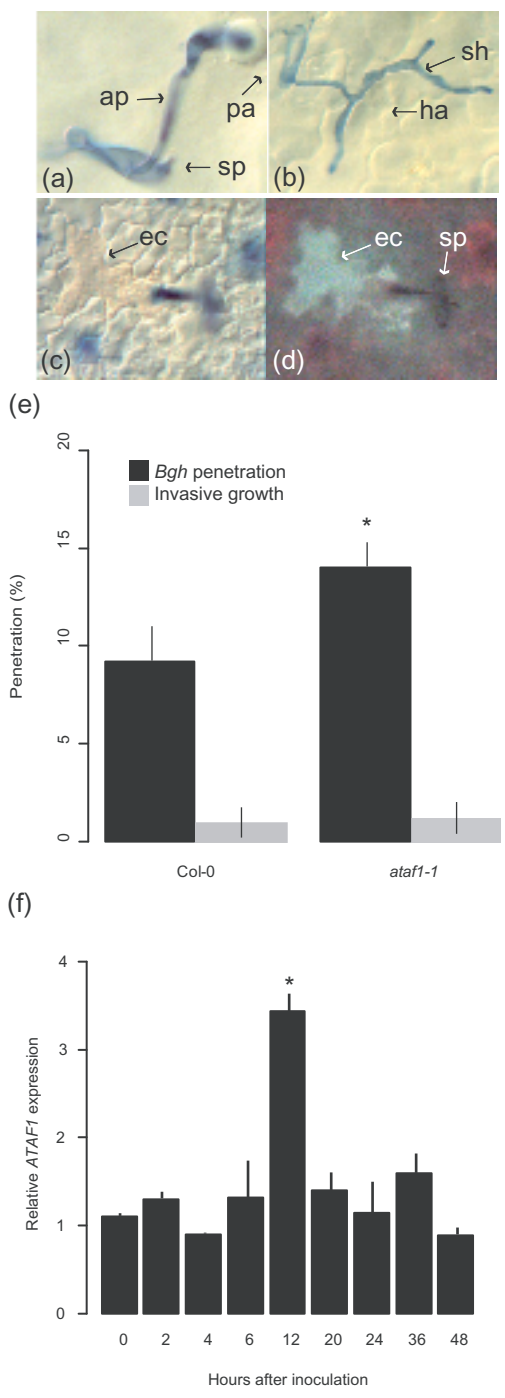 ap
pa
sp
(a)
sh
ha
(b)
ec
(c)
ec
sp
(d)
(e)
20
15
10
5
0
Penetration (%)
Bgh penetration
Invasive growth
*
Col-0
ataf1-1
(f)
4
3
2
1
0
Relative ATAF1 expression
*
0 2 4 6 12 20 24 36 48
Hours after inoculation